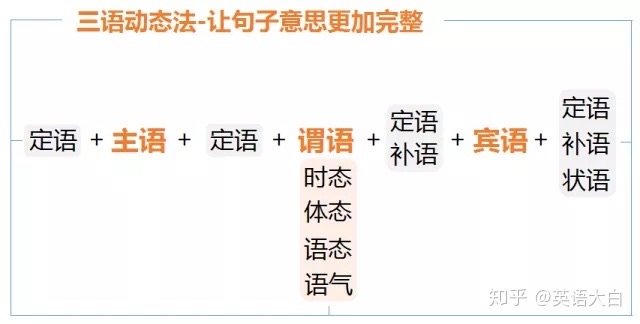 三语动态法-让句子意思更加完整
定语 + 主语 + 定语 + 谓语 + 定语 补语 + 宾语 + 定语 补语 状语
时态
体态
语态
语气
知乎 @英语大白